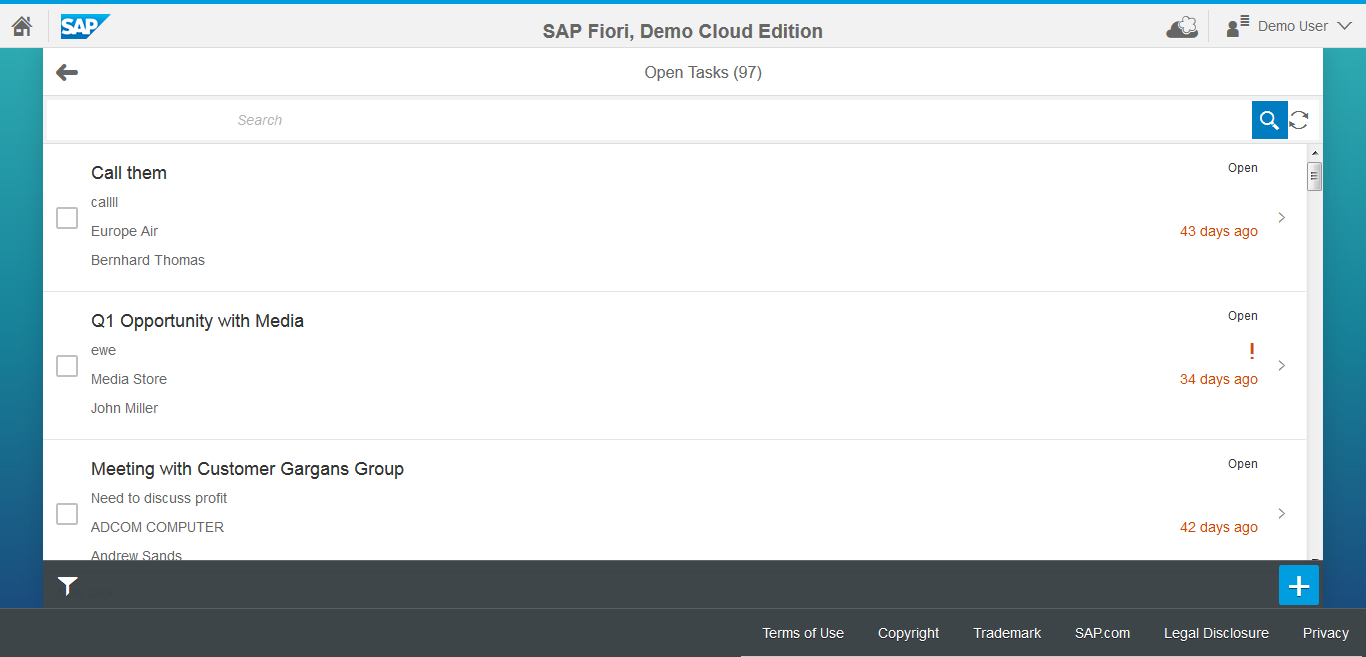 SAP
SAP Fiori, Demo Cloud Edition
Demo User
Open Tasks (97)
Search
Call them
Open
callll
Europe Air
43 days ago
Bernhard Thomas
Q1 Opportunity with Media
Open
ewe
!
Media Store
34 days ago
John Miller
Meeting with Customer Gargans Group
Open
Need to discuss profit
ADCOM COMPUTER
42 days ago
Andrew Sands
Terms of Use Copyright Trademark SAP.com Legal Disclosure Privacy